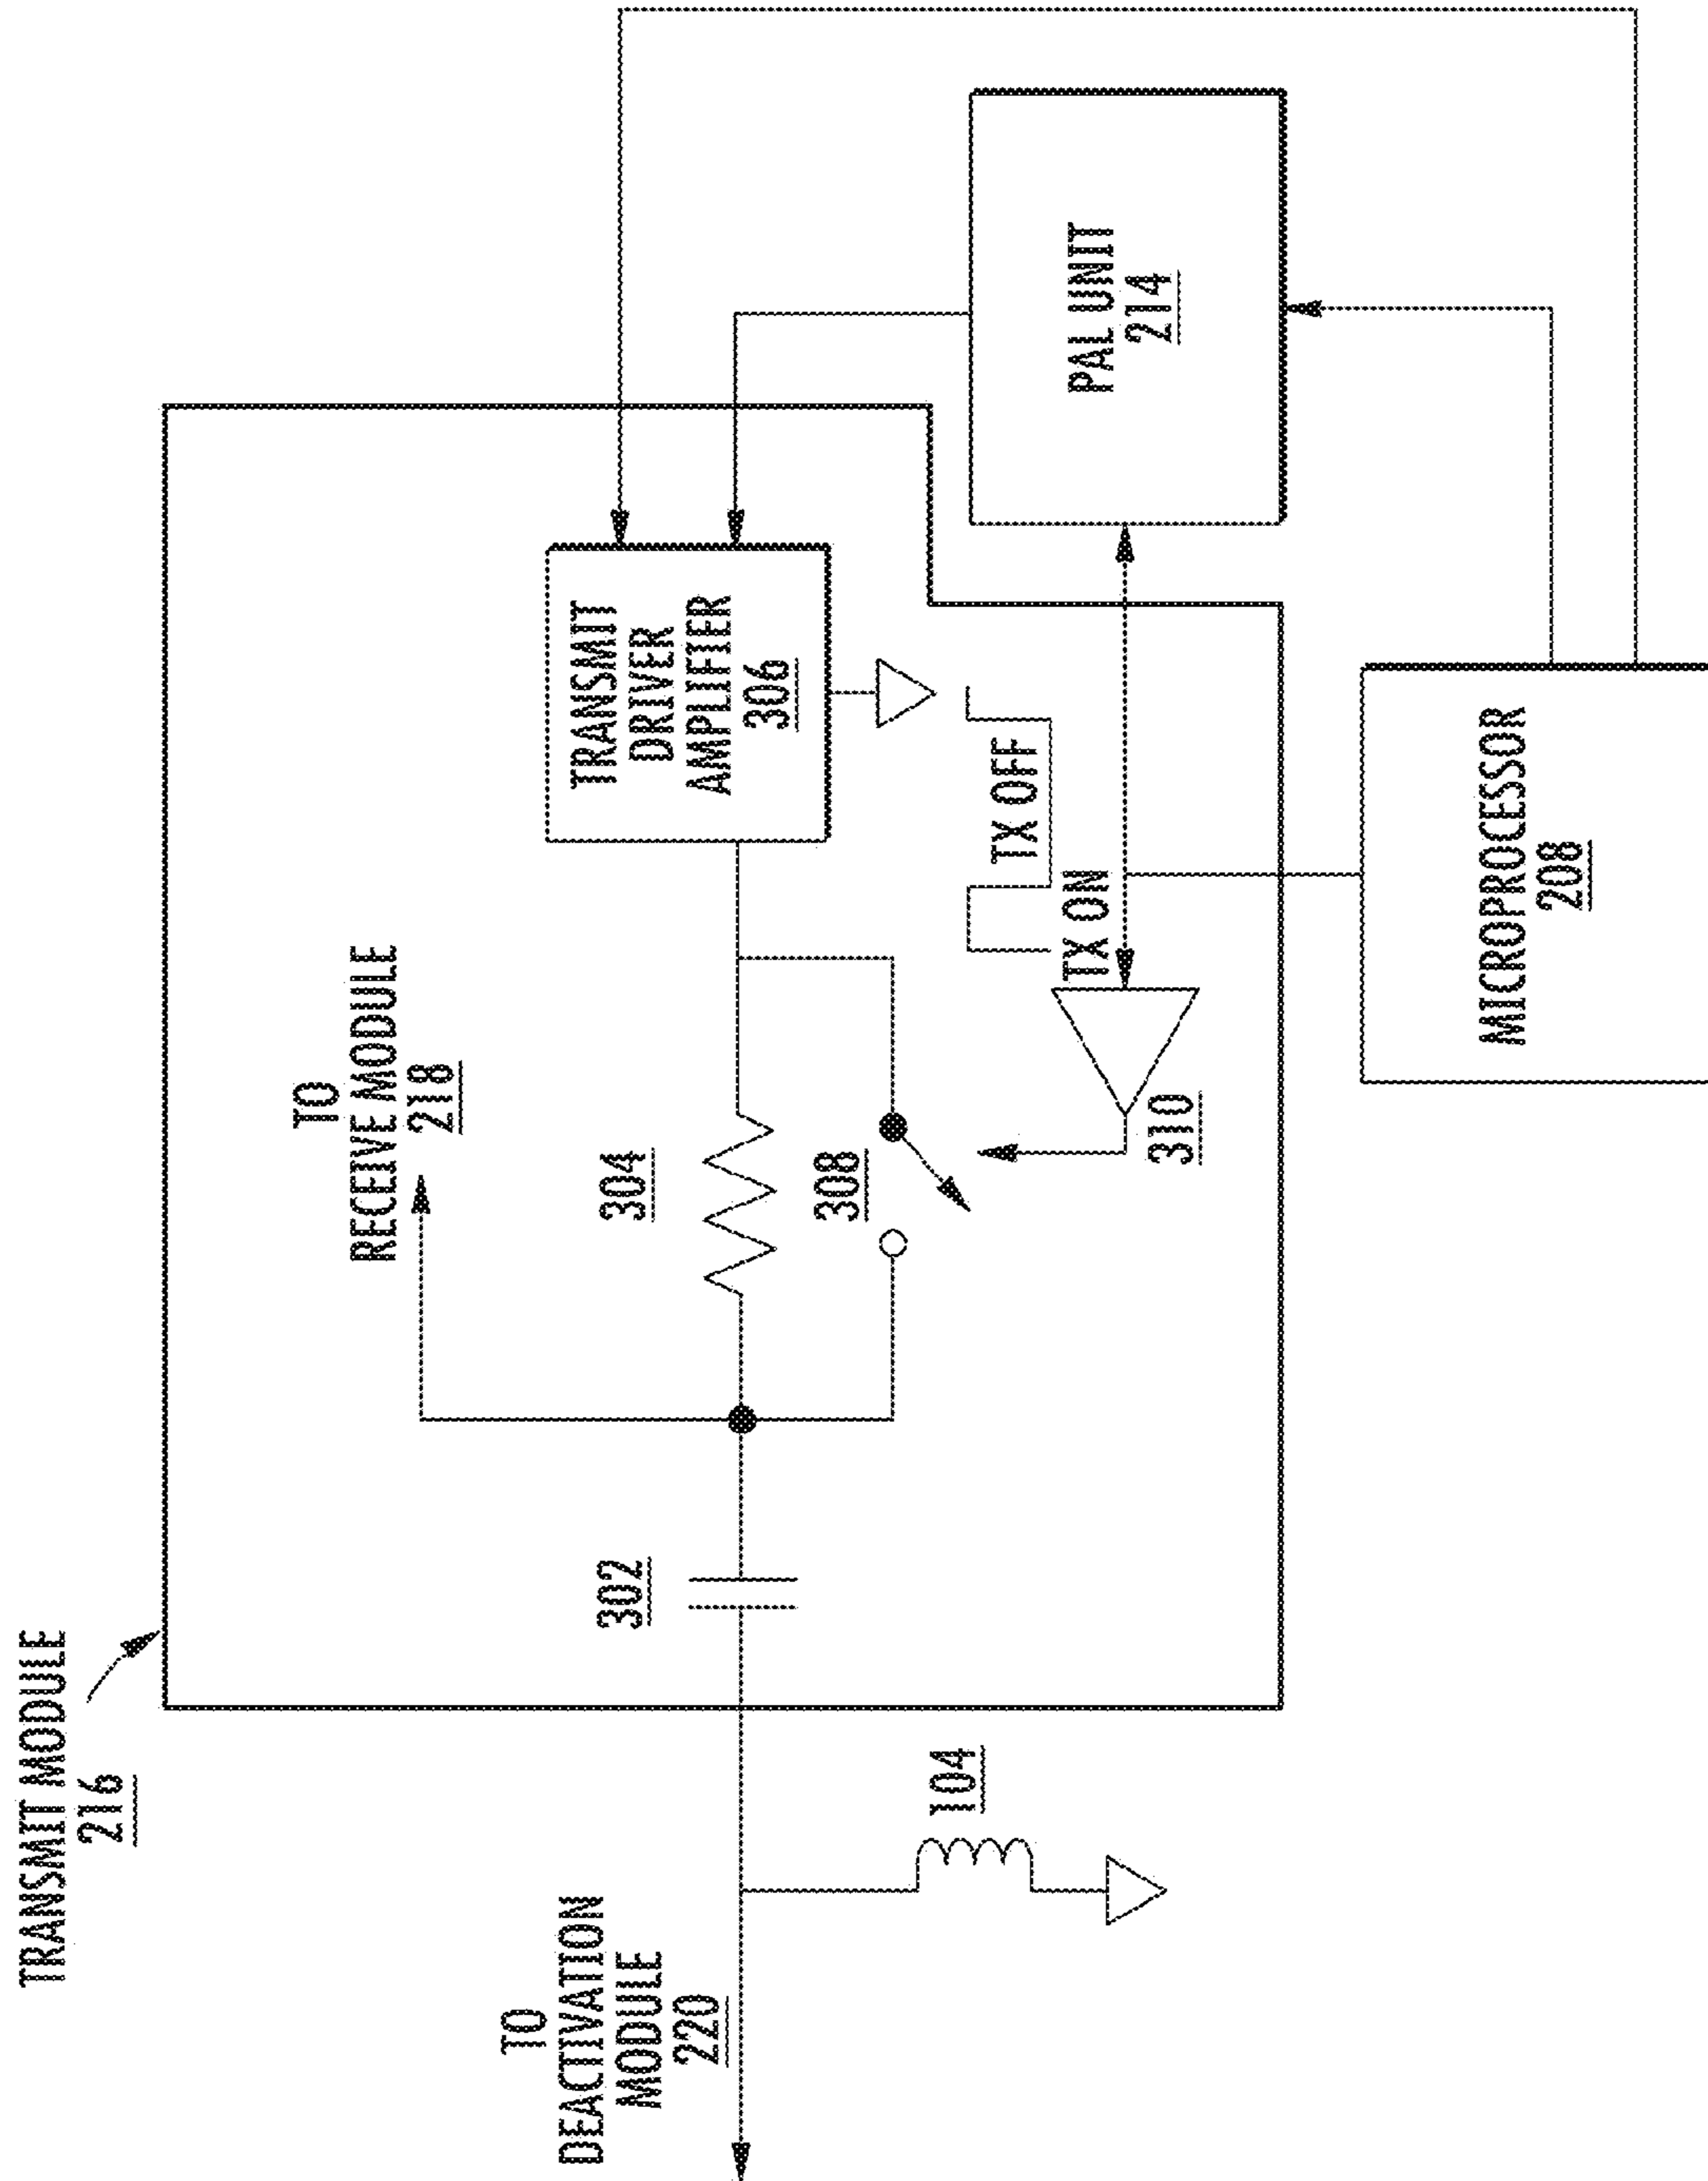 TRANSMIT MODULE
216
TO
DEACTIVATION
MODULE
220
104
302
TO
RECEIVE MODULE
218
304
308
310
TRANSMIT
DRIVER
AMPLIFIER
306
TX ON
TX OFF
PAL UNIT
214
MICROPROCESSOR
208